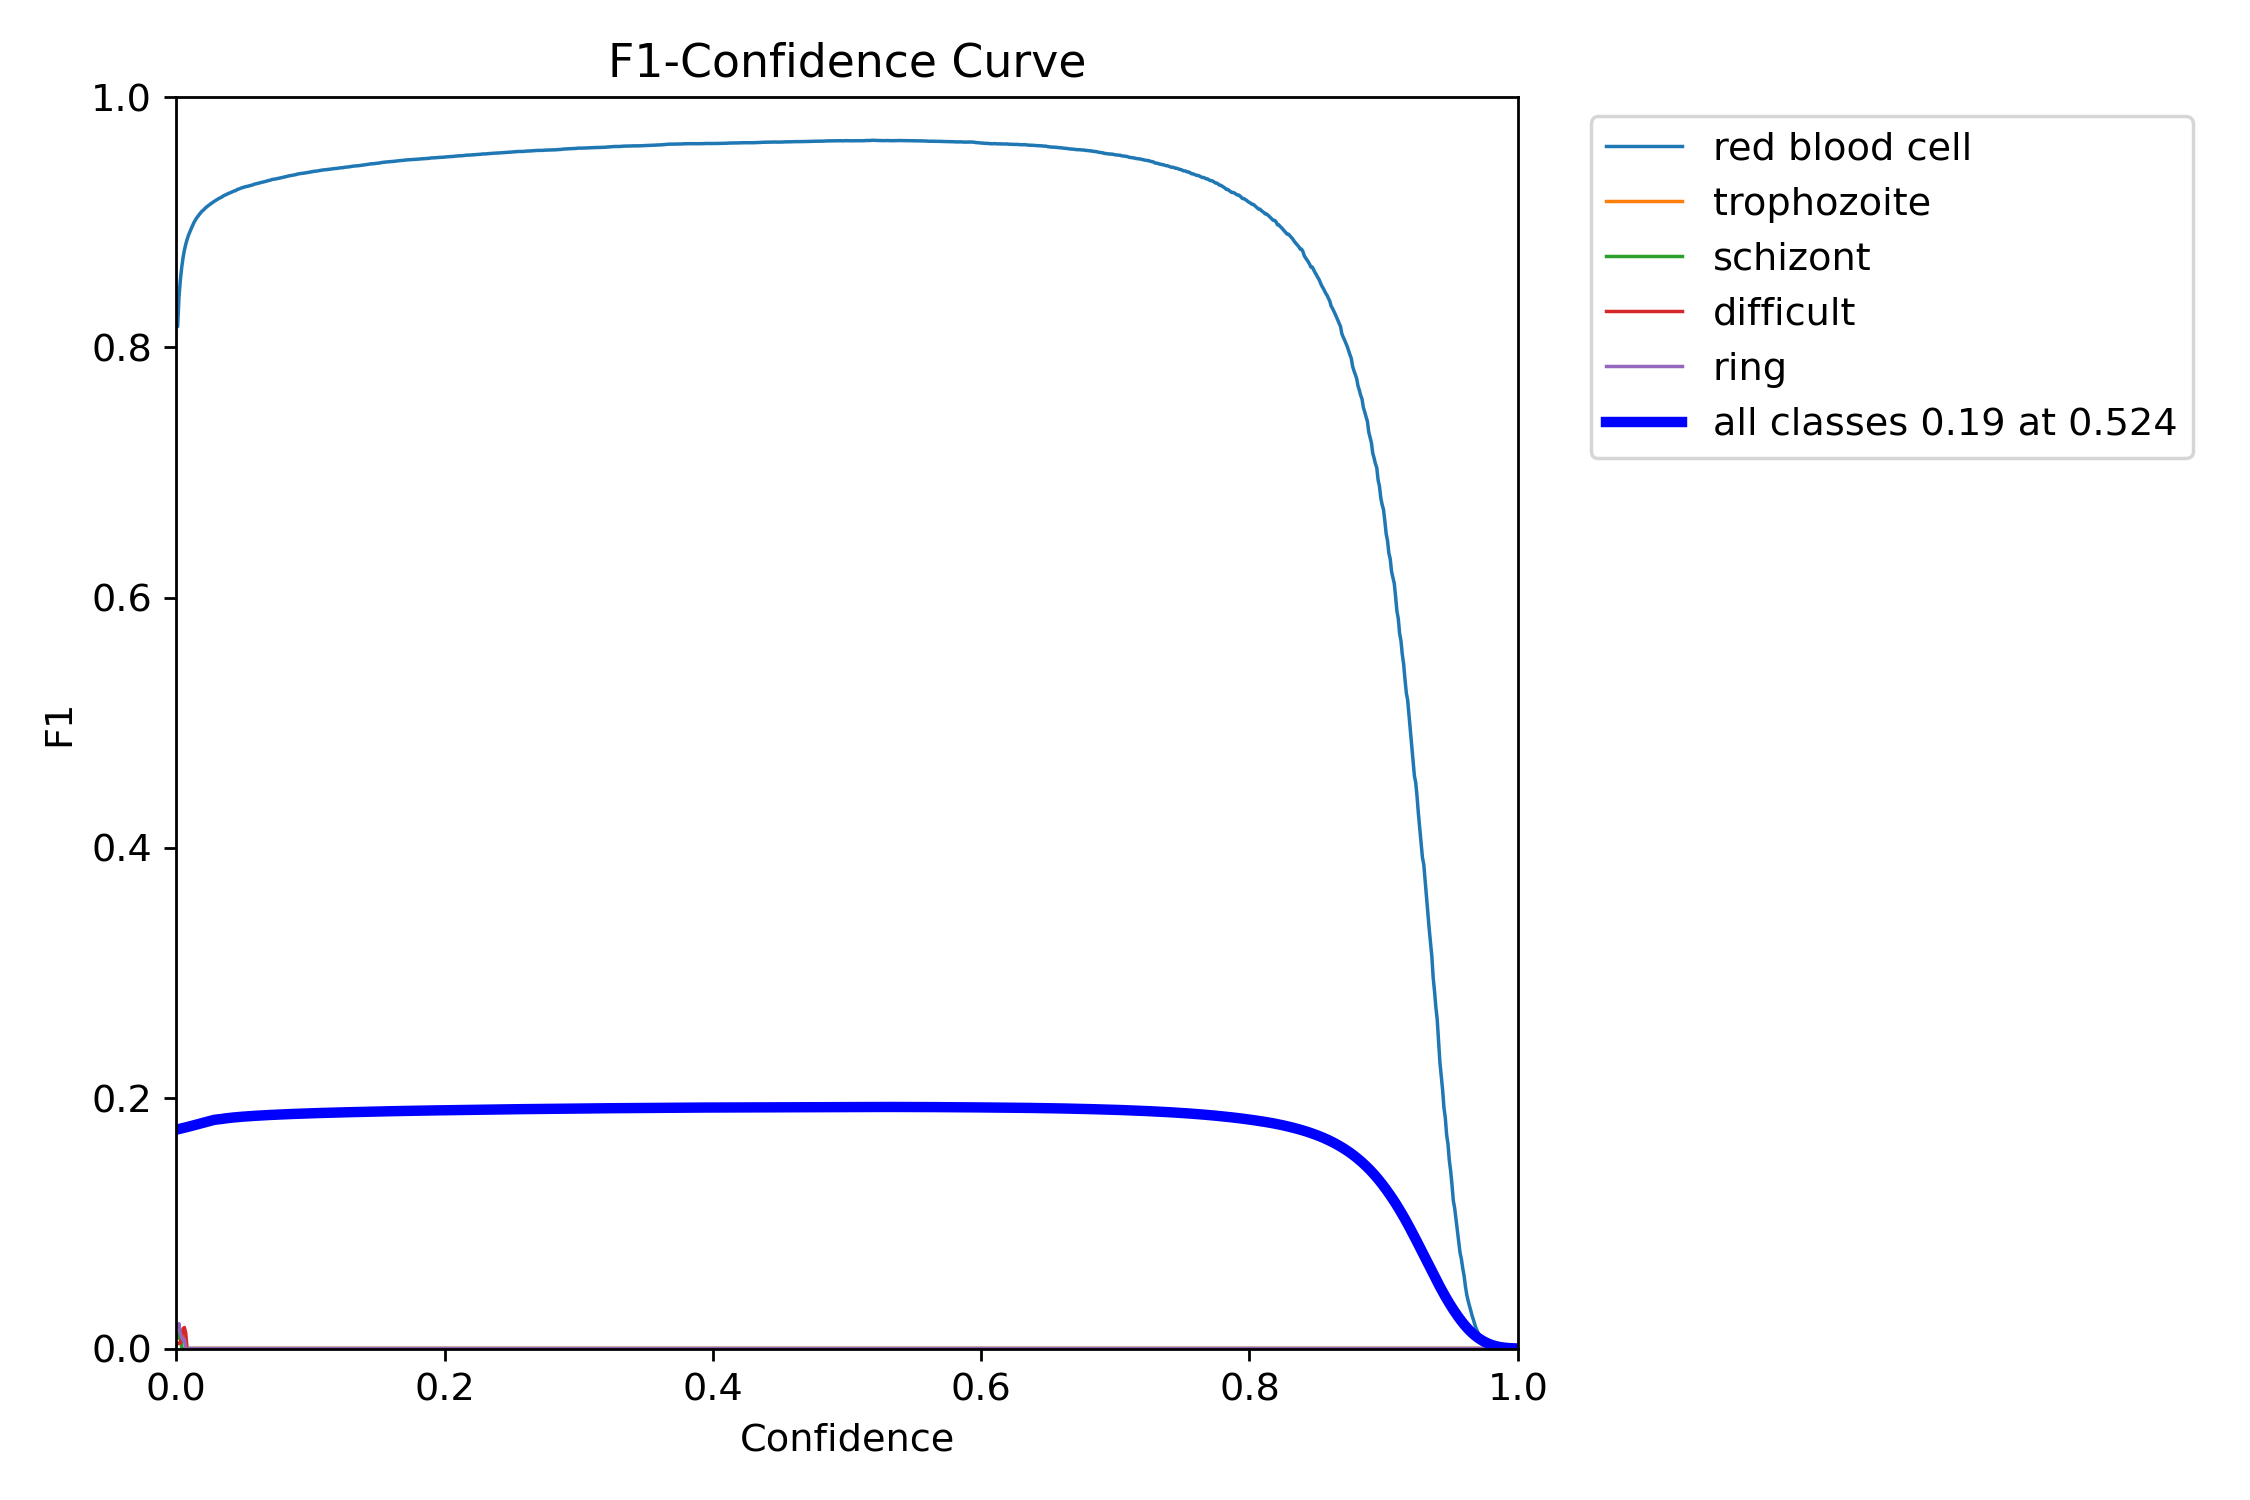 F1-Confidence Curve
1.0
0.8
0.6
0.4
0.2
0.0
F1
0.0 0.2 0.4 0.6 0.8 1.0
Confidence
red blood cell
trophozoite
schizont
difficult
ring
all classes 0.19 at 0.524